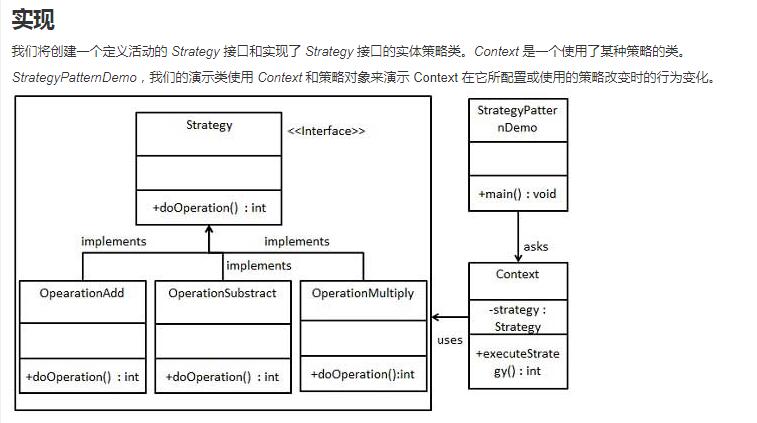 实现
我们将创建一个定义活动的 Strategy 接口和实现了 Strategy 接口的实体策略类。Context 是一个使用了某种策略的类。
StrategyPatternDemo，我们的演示类使用 Context 和策略对象来演示 Context 在它所配置或使用的策略改变时的行为变化。
Strategy
<<Interface>>
+doOperation() : int
implements
implements
implements
OpearationAdd
+doOperation() : int
OperationSubstract
+doOperation() : int
OperationMultiply
+doOperation():int
StrategyPatter
nDemo
+main() : void
asks
Context
-strategy :
Strategy
+executeStrate
gy() : int
uses